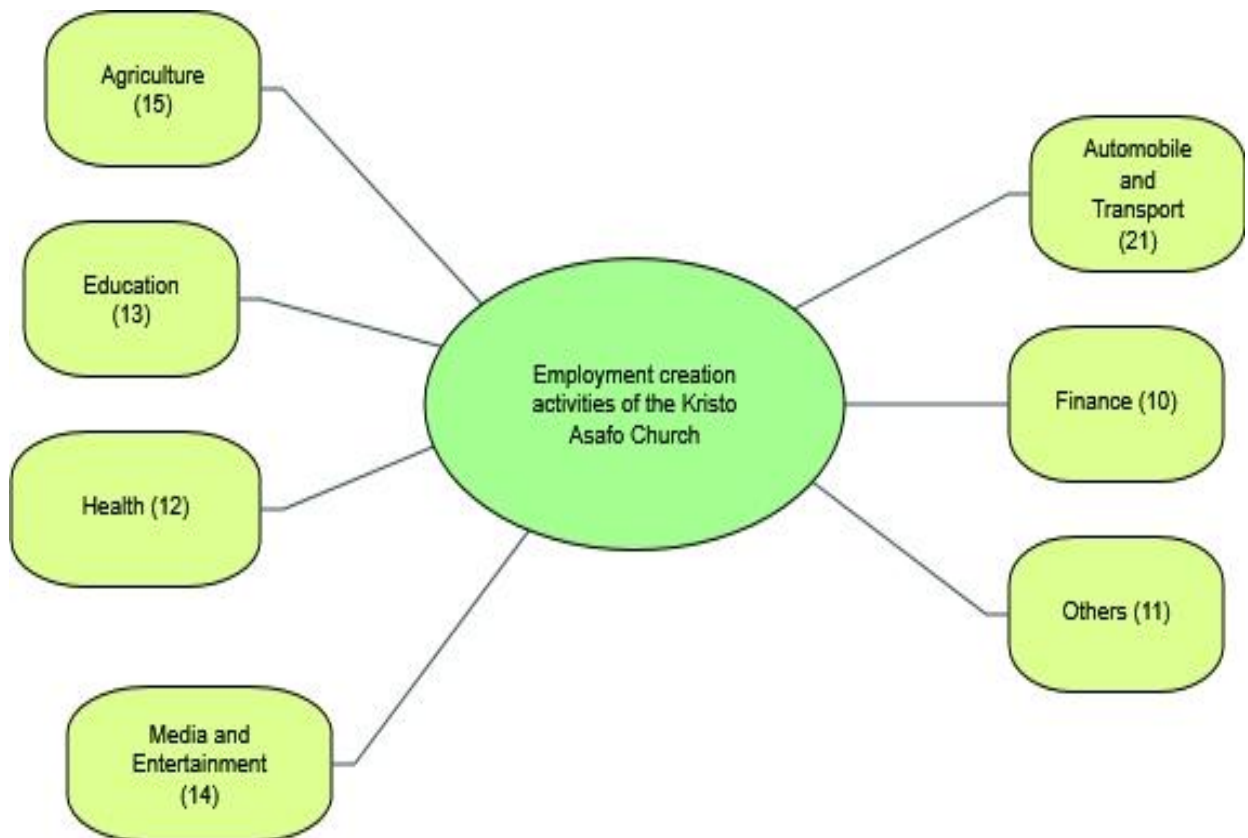 Agriculture
(15)
Education
(13)
Health (12)
Media and
Entertainment
(14)
Employment creation
activities of the Kristo
Asafo Church
Automobile
and
Transport
(21)
Finance (10)
Others (11)